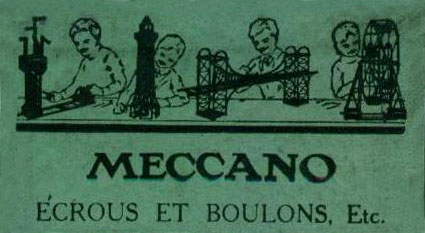 MECCANO
ÉCROUS ET BOULONS, Etc.